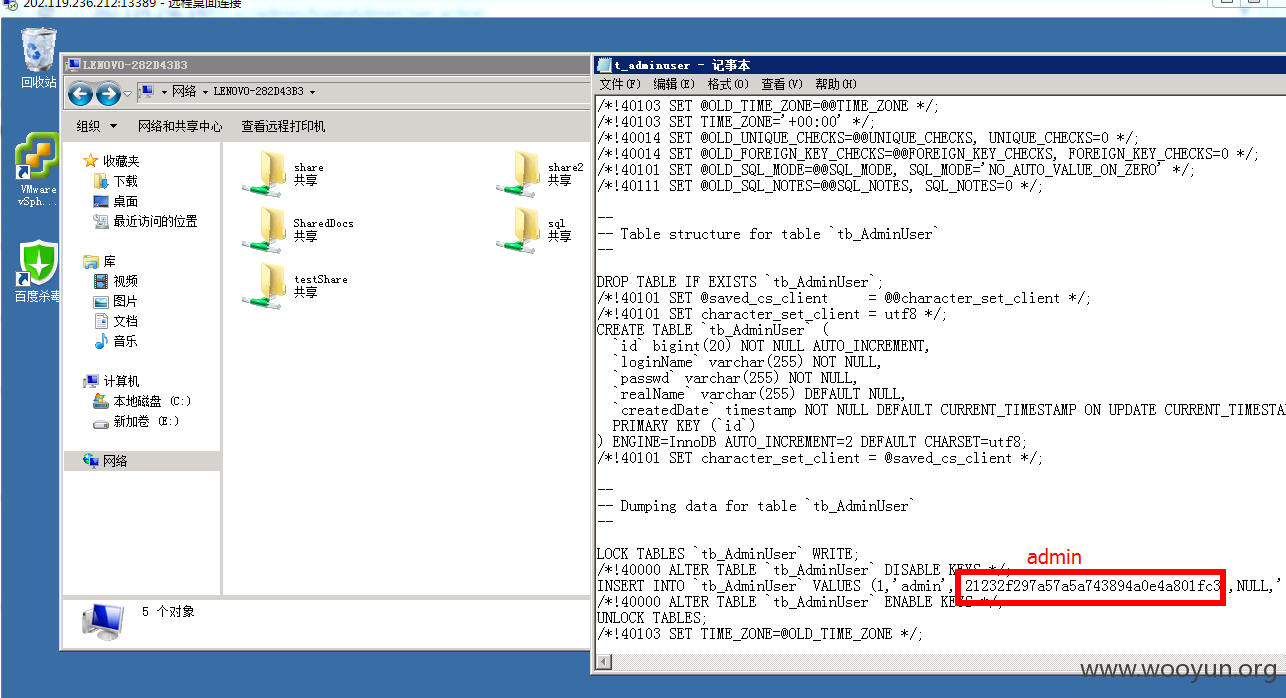 202.119.236.212:13389 - 远程桌面连接
回收站
VMware
vSph...
百度杀毒
LENOVO-282D43B3
网络 LENOVO-282D43B3
组织 网络和共享中心 查看远程打印机
收藏夹
下载
桌面
最近访问的位置
库
视频
图片
文档
音乐
计算机
本地磁盘 (C:)
新加卷 (E:)
网络
share
共享
share2
共享
SharedDocs
共享
sql
共享
testShare
共享
5 个对象
t_adminuser - 记事本
文件(F) 编辑(E) 格式(O) 查看(V) 帮助(H)
/*!40103 SET @OLD_TIME_ZONE=@@TIME_ZONE */;
/*!40103 SET TIME_ZONE='+00:00' */;
/*!40014 SET @OLD_UNIQUE_CHECKS=@@UNIQUE_CHECKS, UNIQUE_CHECKS=0 */;
/*!40014 SET @OLD_FOREIGN_KEY_CHECKS=@@FOREIGN_KEY_CHECKS, FOREIGN_KEY_CHECKS=0 */;
/*!40101 SET @OLD_SQL_MODE=@@SQL_MODE, SQL_MODE='NO_AUTO_VALUE_ON_ZERO' */;
/*!40111 SET @OLD_SQL_NOTES=@@SQL_NOTES, SQL_NOTES=0 */;
--
-- Table structure for table `tb_AdminUser`
--
DROP TABLE IF EXISTS `tb_AdminUser`;
/*!40101 SET @saved_cs_client     = @@character_set_client */;
/*!40101 SET character_set_client = utf8 */;
CREATE TABLE `tb_AdminUser` (
`id` bigint(20) NOT NULL AUTO_INCREMENT,
`loginName` varchar(255) NOT NULL,
`passwd` varchar(255) NOT NULL,
`realName` varchar(255) DEFAULT NULL,
`createdDate` timestamp NOT NULL DEFAULT CURRENT_TIMESTAMP ON UPDATE CURRENT_TIMESTA
PRIMARY KEY (`id`)
) ENGINE=InnoDB AUTO_INCREMENT=2 DEFAULT CHARSET=utf8;
/*!40101 SET character_set_client = @saved_cs_client */;
--
-- Dumping data for table `tb_AdminUser`
--
LOCK TABLES `tb_AdminUser` WRITE;
admin
/*!40000 ALTER TABLE `tb_AdminUser` DISABLE KEYS */;
INSERT INTO `tb_AdminUser` VALUES (1,'admin','21232f297a57a5a743894a0e4a801fc3',NULL,'
/*!40000 ALTER TABLE `tb_AdminUser` ENABLE KEYS */;
UNLOCK TABLES;
/*!40103 SET TIME_ZONE=@OLD_TIME_ZONE */;
www.wooyun.org